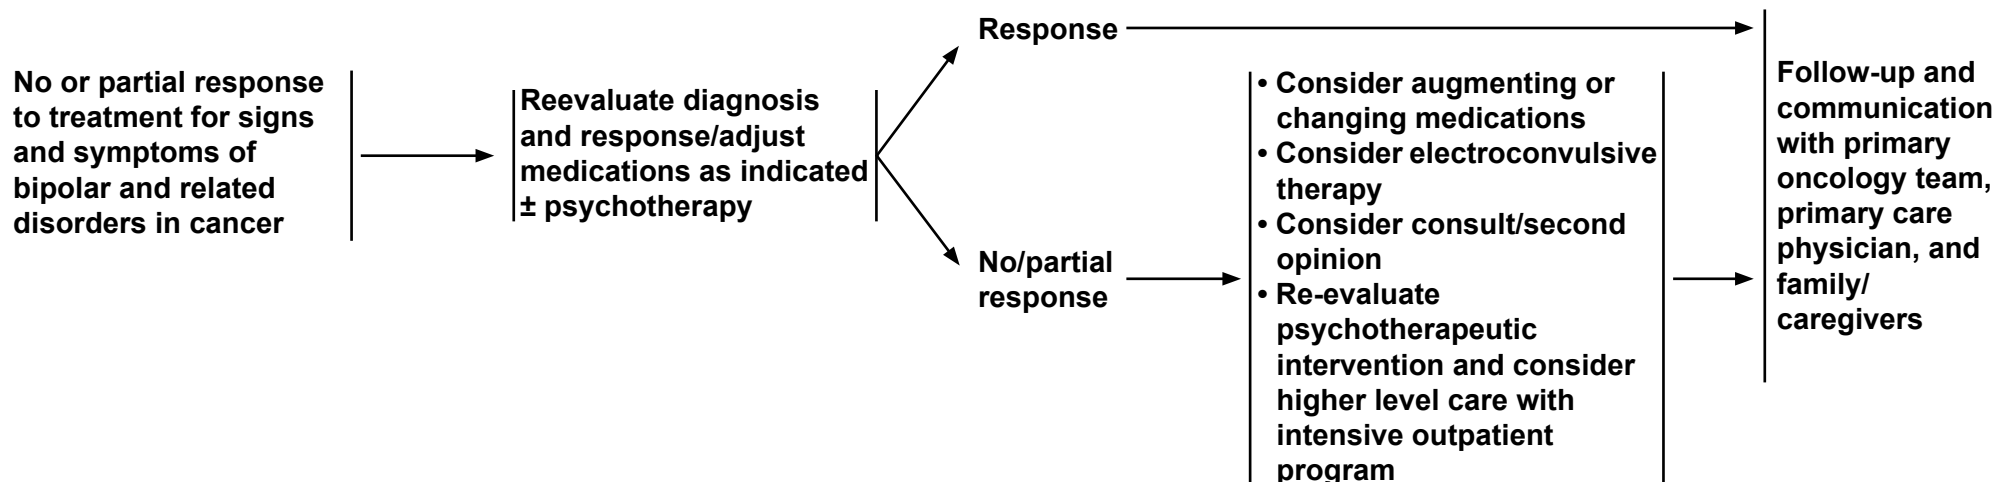 No or partial response
to treatment for signs
and symptoms of
bipolar and related
disorders in cancer
Reevaluate diagnosis
and response/adjust
medications as indicated
± psychotherapy
Response
No/partial
response
• Consider augmenting or
changing medications
• Consider electroconvulsive
therapy
• Consider consult/second
opinion
• Re-evaluate
psychotherapeutic
intervention and consider
higher level care with
intensive outpatient
program
Follow-up and
communication
with primary
oncology team,
primary care
physician, and
family/
caregivers